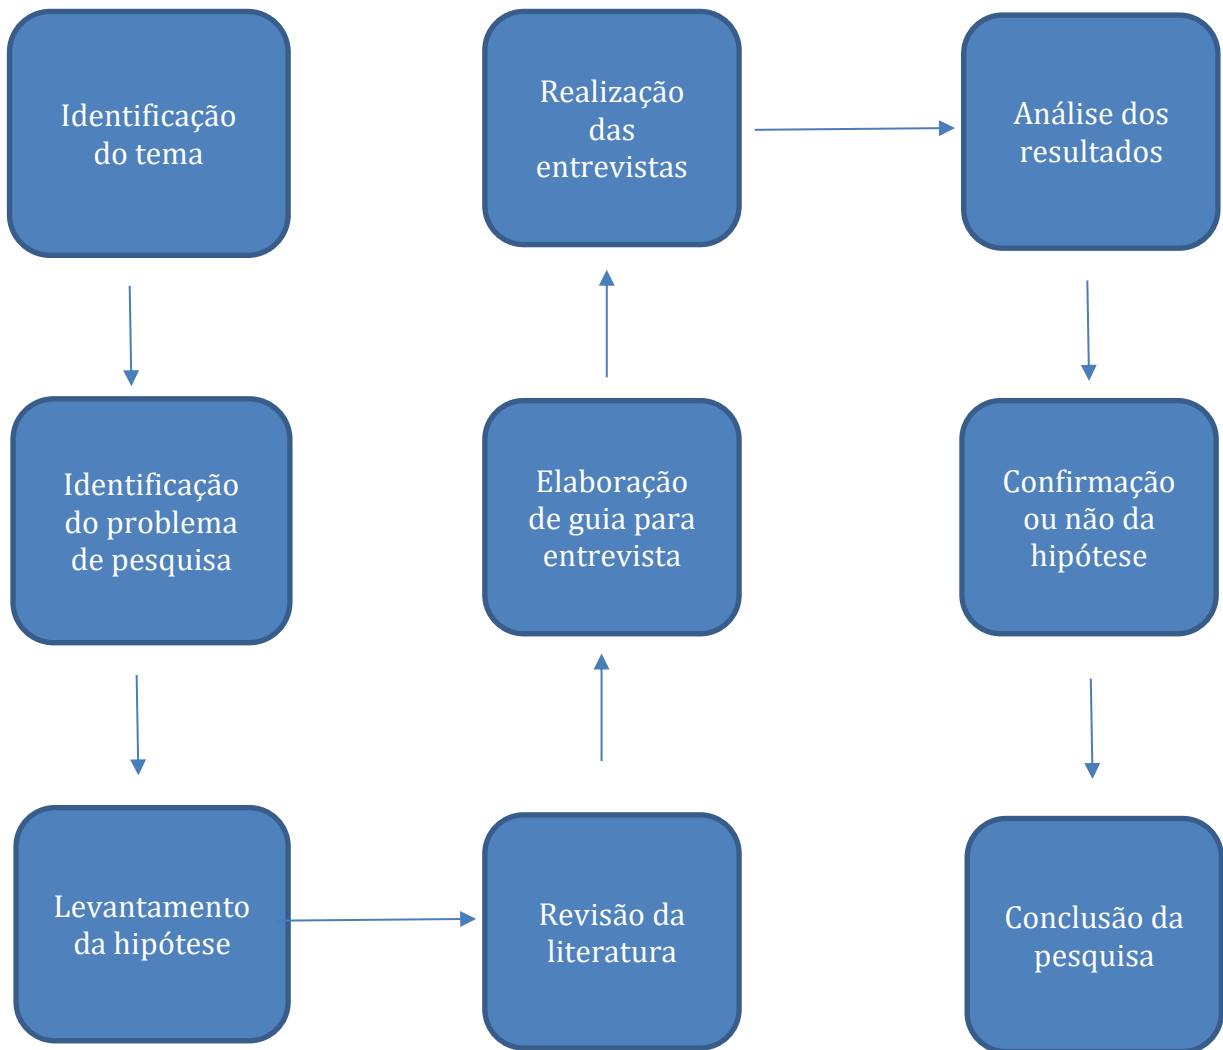 Identificação
do tema
Identificação
do problema
de pesquisa
Levantamento
da hipótese
Revisão da
literatura
Elaboração
de guia para
entrevista
Realização
das
entrevistas
Análise dos
resultados
Confirmação
ou não da
hipótese
Conclusão da
pesquisa